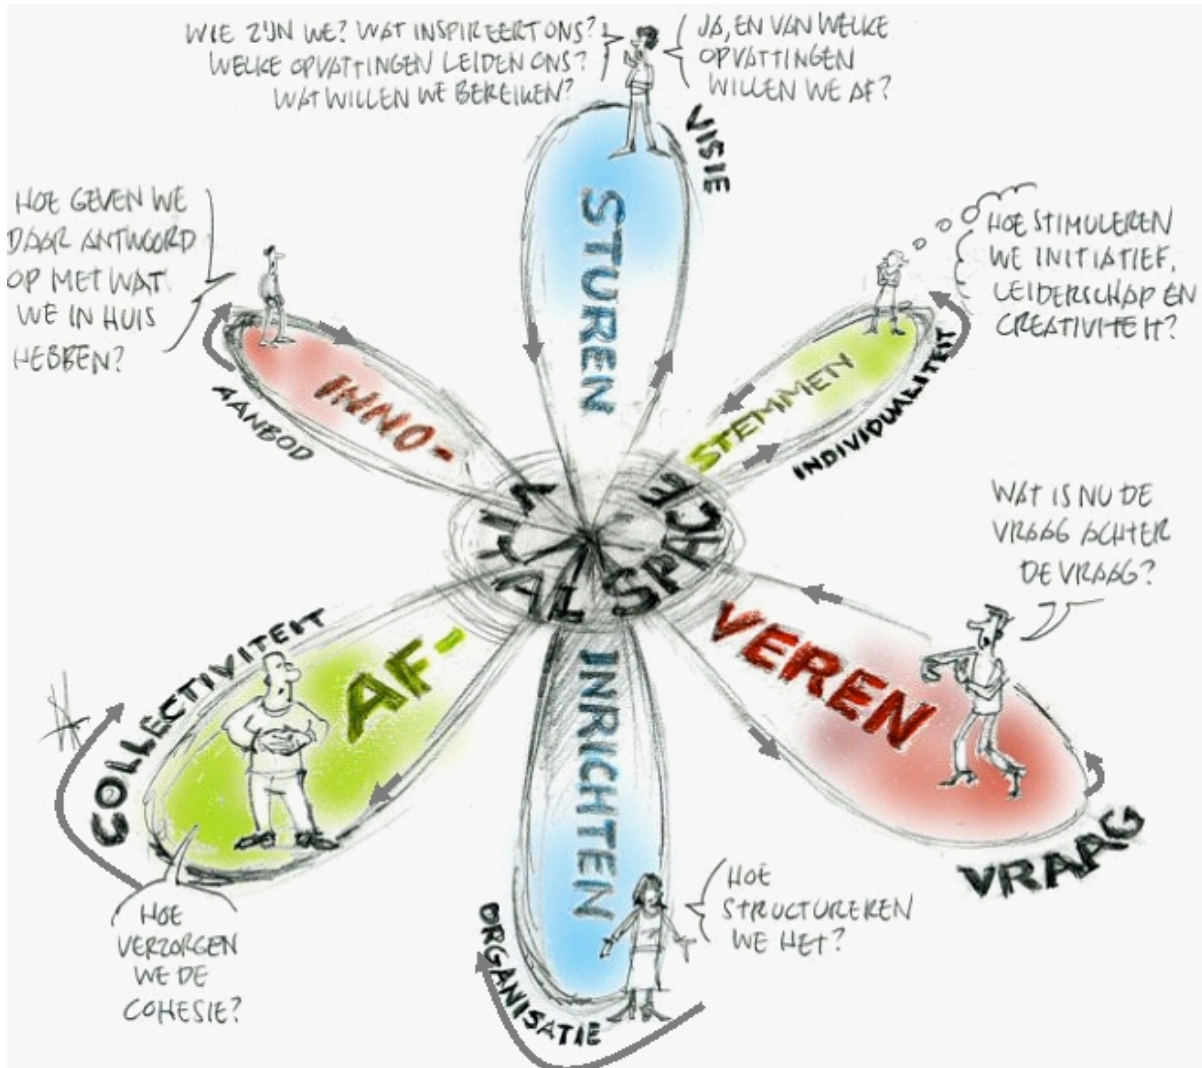 WIE ZIJN WE? WAT INSPIREERT ONS?
WELKE OPVATTINGEN LEIDEN ONS?
WAT WILLEN WE BEREIKEN?
JA, EN VAN WELKE
OPVATTINGEN
WILLEN WE AF?
VISIE
STUREN
HOE GEVEN WE
DAAR ANTWOORD
OP MET WAT
WE IN HUIS
HEBBEN?
AANBOD
INNO-
HOE STIMULEREN
WE INITIATIEF,
LEIDERSCHAP EN
CREATIVITEIT?
STEMMEN
INDIVIDUALITEIT
VITAL SPACE
WAT IS NU DE
VRAAG ACHTER
DE VRAAG?
VEREN
VRAAG
COLLECTIVITEIT
AF-
HOE
VERZORGEN
WE DE
COHESIE?
INRICHTEN
ORGANISATIE
HOE
STRUCTUREREN
WE HET?